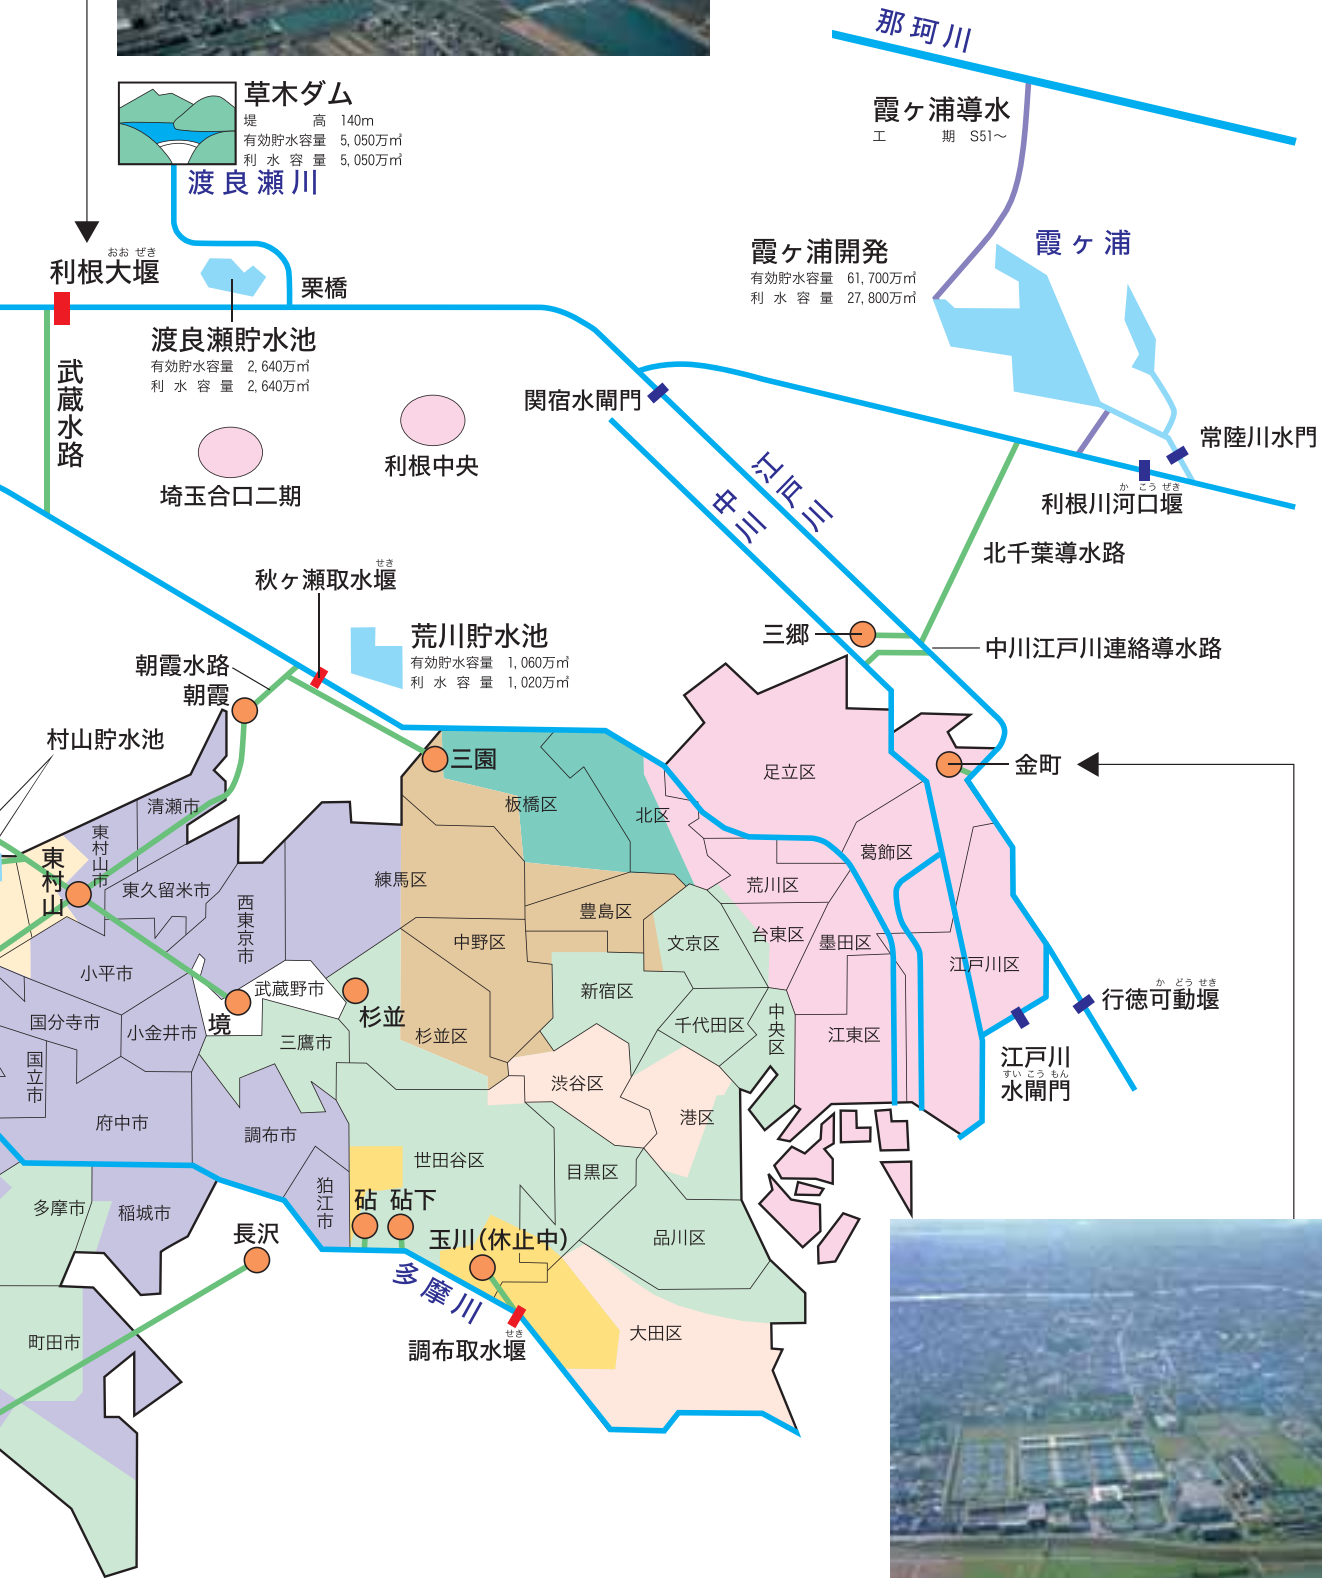 那珂川
草木ダム
堤高 140m
有効貯水容量 5,050万㎥
利水容量 5,050万㎥
渡良瀬川
霞ヶ浦導水
工期 S51～
霞ヶ浦
霞ヶ浦開発
有効貯水容量 61,700万㎥
利水容量 27,800万㎥
おお ぜき
利根大堰
栗橋
渡良瀬貯水池
有効貯水容量 2,640万㎥
利水容量 2,640万㎥
武蔵水路
関宿水閘門
利根中央
埼玉合口二期
江戸川
中川
常陸川水門
か こう ぜき
利根川河口堰
北千葉導水路
せき
秋ヶ瀬取水堰
荒川貯水池
有効貯水容量 1,060万㎥
利水容量 1,020万㎥
三郷
中川江戸川連絡導水路
朝霞水路
朝霞
村山貯水池
三園
金町
足立区
清瀬市
板橋区
北区
東村山市
東村山
葛飾区
練馬区
荒川区
東久留米市
西東京市
豊島区
中野区
文京区
台東区
墨田区
江戸川区
小平市
武蔵野市
新宿区
境
杉並
国分寺市
小金井市
三鷹市
杉並区
千代田区
中央区
江東区
か どう せき
行徳可動堰
国立市
渋谷区
港区
江戸川
すい こう もん
水閘門
府中市
調布市
世田谷区
目黒区
狛江市
砧
砧下
多摩市
稲城市
長沢
玉川(休止中)
品川区
多摩川
町田市
せき
調布取水堰
大田区